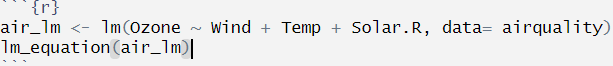 ```{r}
air_lm <- lm(Ozone ~ Wind + Temp + Solar.R, data= airquality)
lm_equation(air_lm)
```